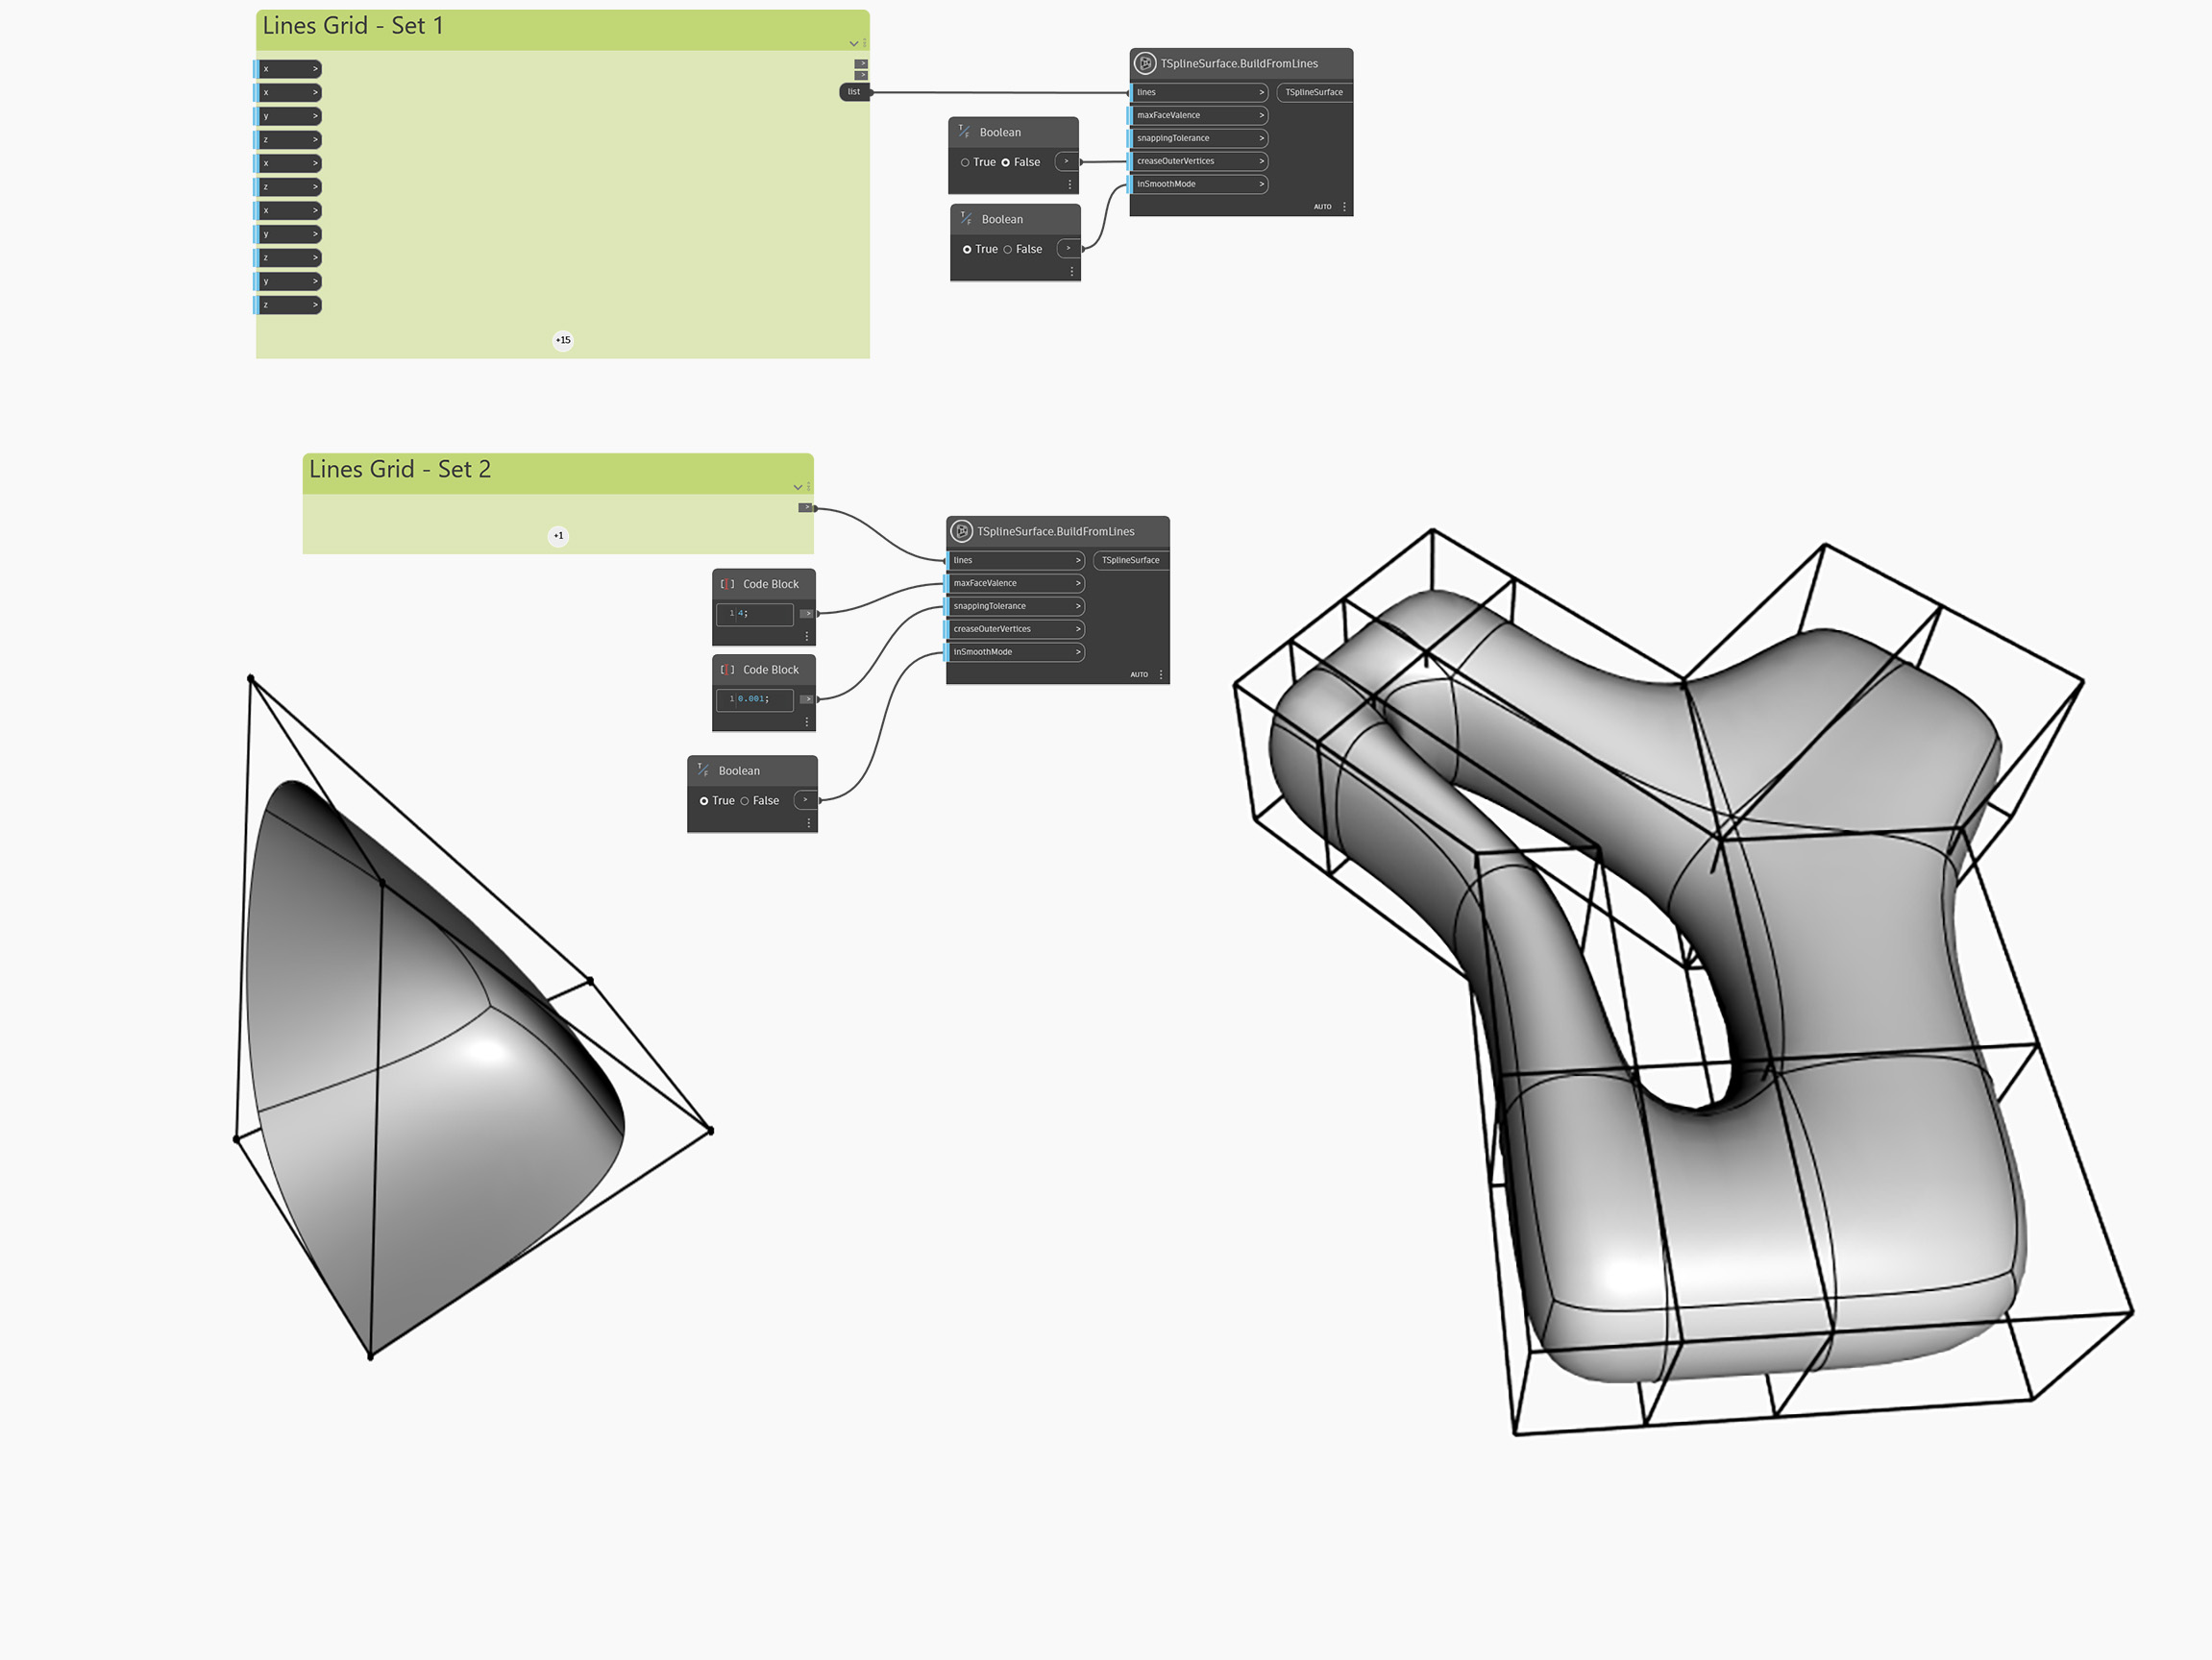 Lines Grid - Set 1
x >
x >
y >
z >
x >
z >
x >
y >
z >
y >
z >
>
>
list
+15
Boolean
True False >
Boolean
True False >
TSplineSurface.BuildFromLines
lines > TSplineSurface
maxFaceValence >
snappingTolerance >
creaseOuterVertices >
inSmoothMode >
AUTO
Lines Grid - Set 2
>
+1
Code Block
1 4; >
Code Block
1 0.001; >
Boolean
True False >
TSplineSurface.BuildFromLines
lines > TSplineSurface
maxFaceValence >
snappingTolerance >
creaseOuterVertices >
inSmoothMode >
AUTO